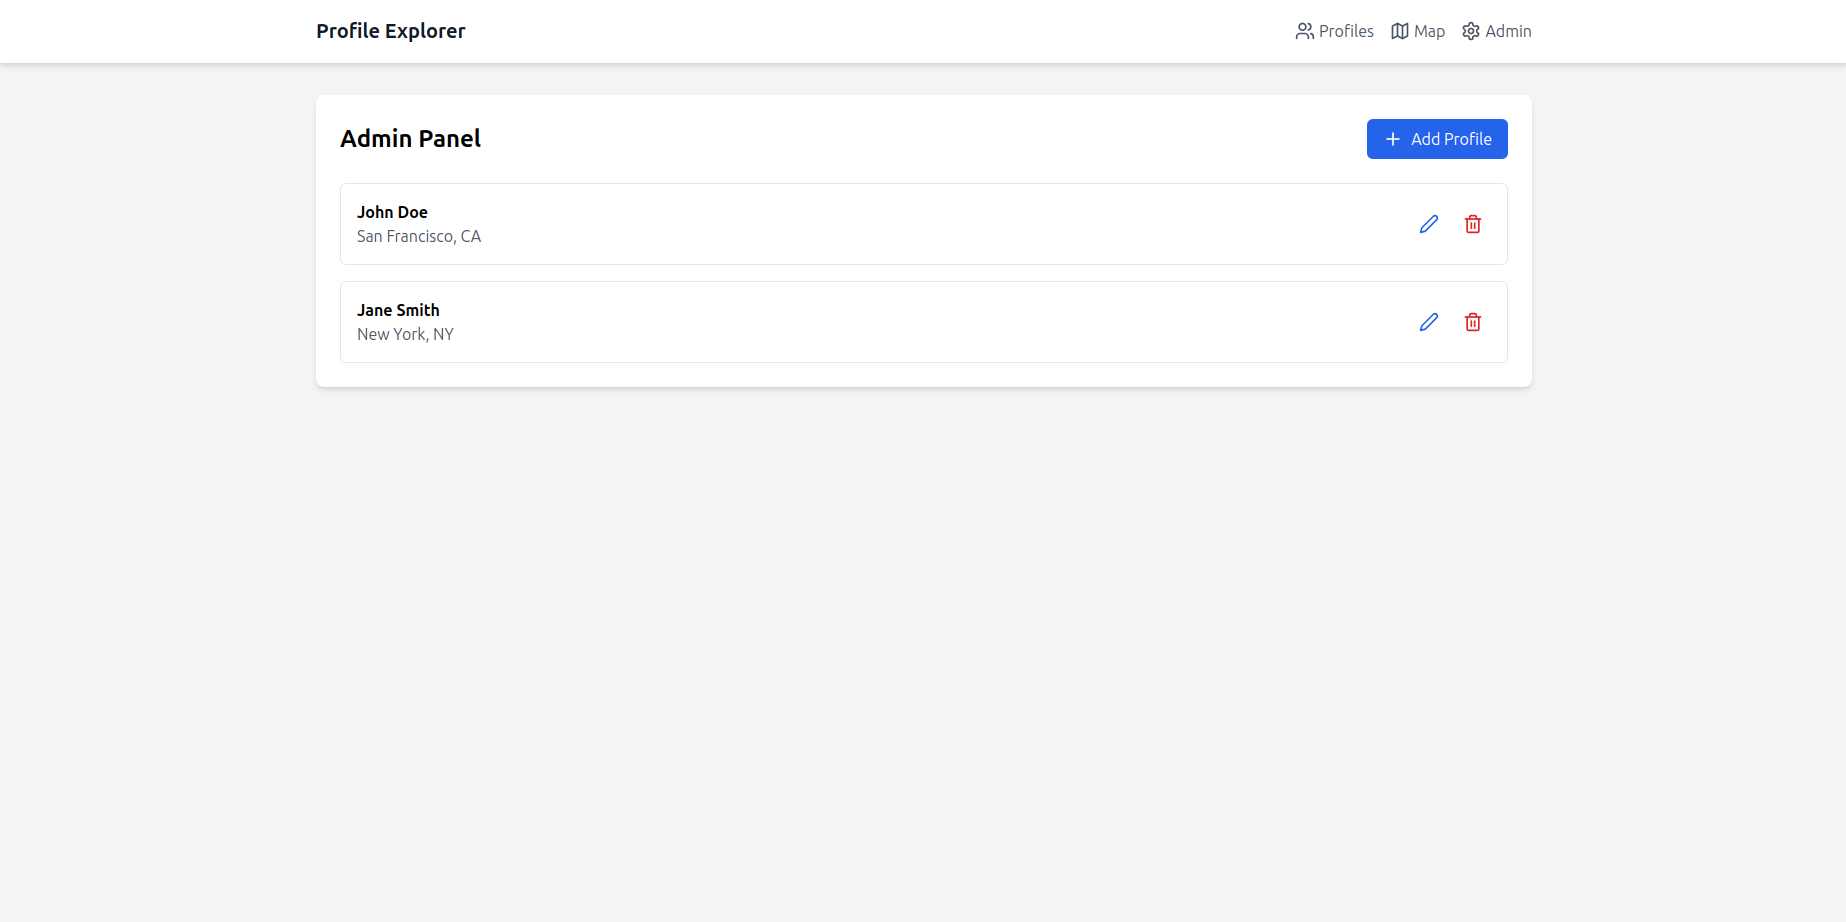 Profile Explorer
Profiles
Map
Admin
Admin Panel
Add Profile
John Doe
San Francisco, CA
Jane Smith
New York, NY